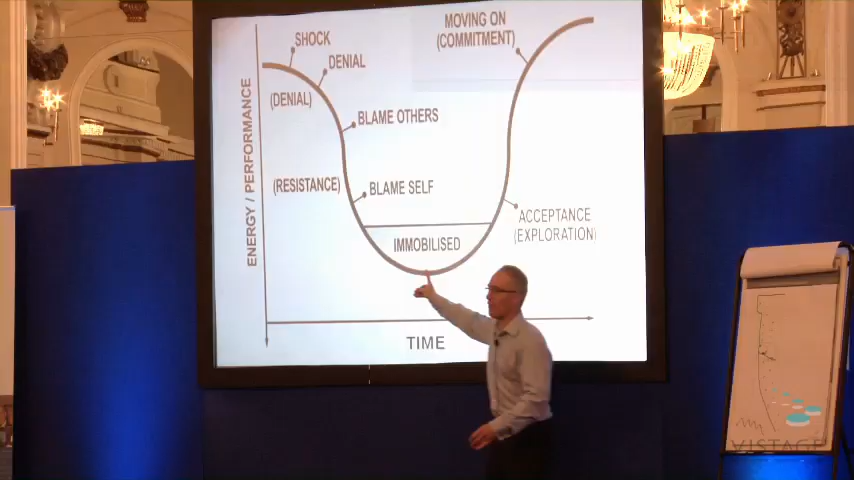 SHOCK
DENIAL
(DENIAL)
BLAME OTHERS
(RESISTANCE)
BLAME SELF
IMMOBILISED
MOVING ON
(COMMITMENT)
ACCEPTANCE
(EXPLORATION)
ENERGY / PERFORMANCE
TIME
VISTAGE